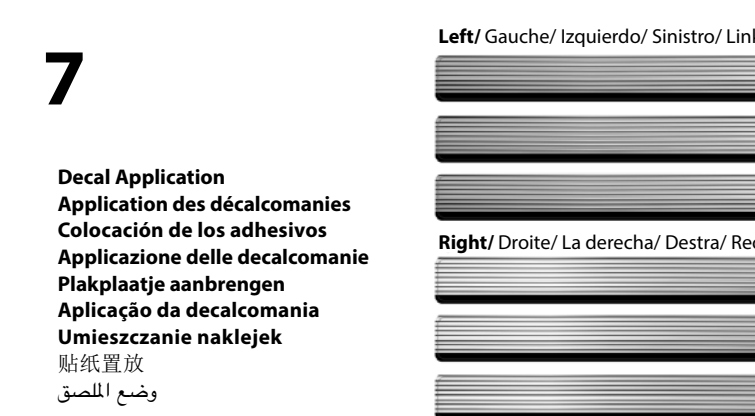 7
Decal Application
Application des décalcomanies
Colocación de los adhesivos
Applicazione delle decalcomanie
Plakplaatje aanbrengen
Aplicação da decalcomania
Umieszczanie naklejek
贴纸置放
وضع الملصق
Left/ Gauche/ Izquierdo/ Sinistro/
Right/ Droite/ La derecha/ Destra/